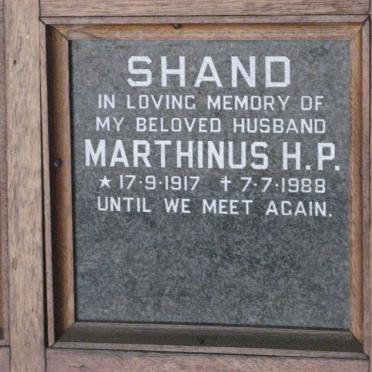 SHAND
IN LOVING MEMORY OF
MY BELOVED HUSBAND
MARTHINUS H.P.
★ 17·9·1917 ✝ 7·7·1988
UNTIL WE MEET AGAIN.